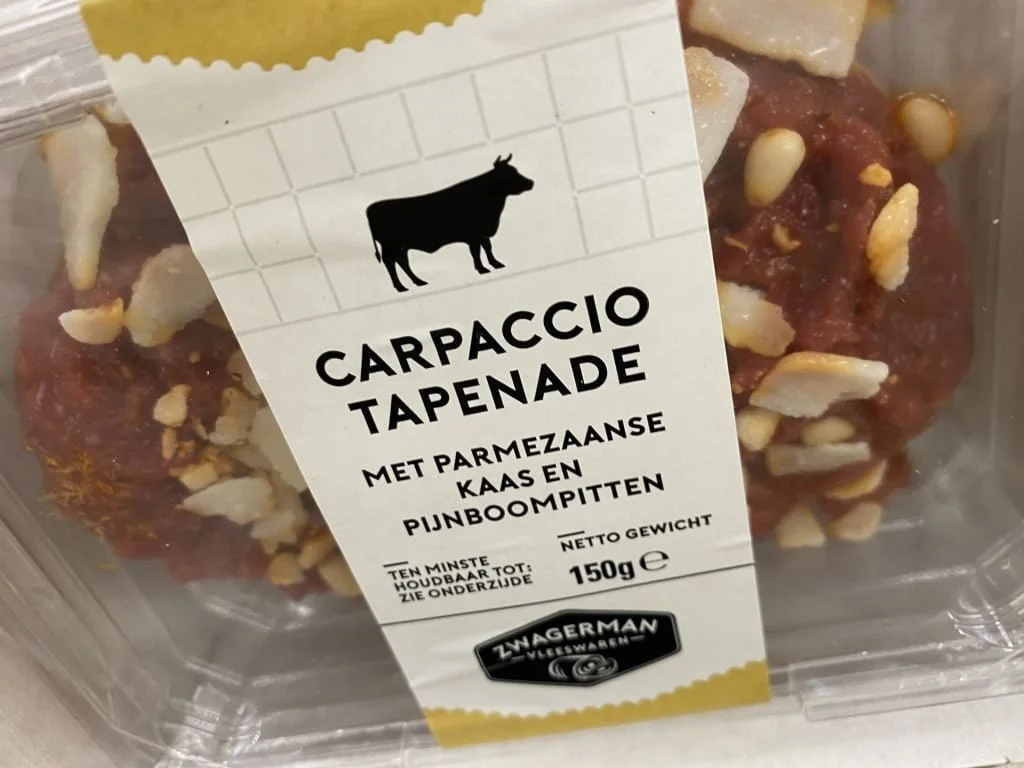 CARPACCIO
TAPENADE
MET PARMEZAANSE
KAAS EN
PIJNBOOMPITTEN
TEN MINSTE
HOUDBAAR TOT:
ZIE ONDERZIJDE
NETTO GEWICHT
150g ℮
ZWAGERMAN
VLEESWAREN